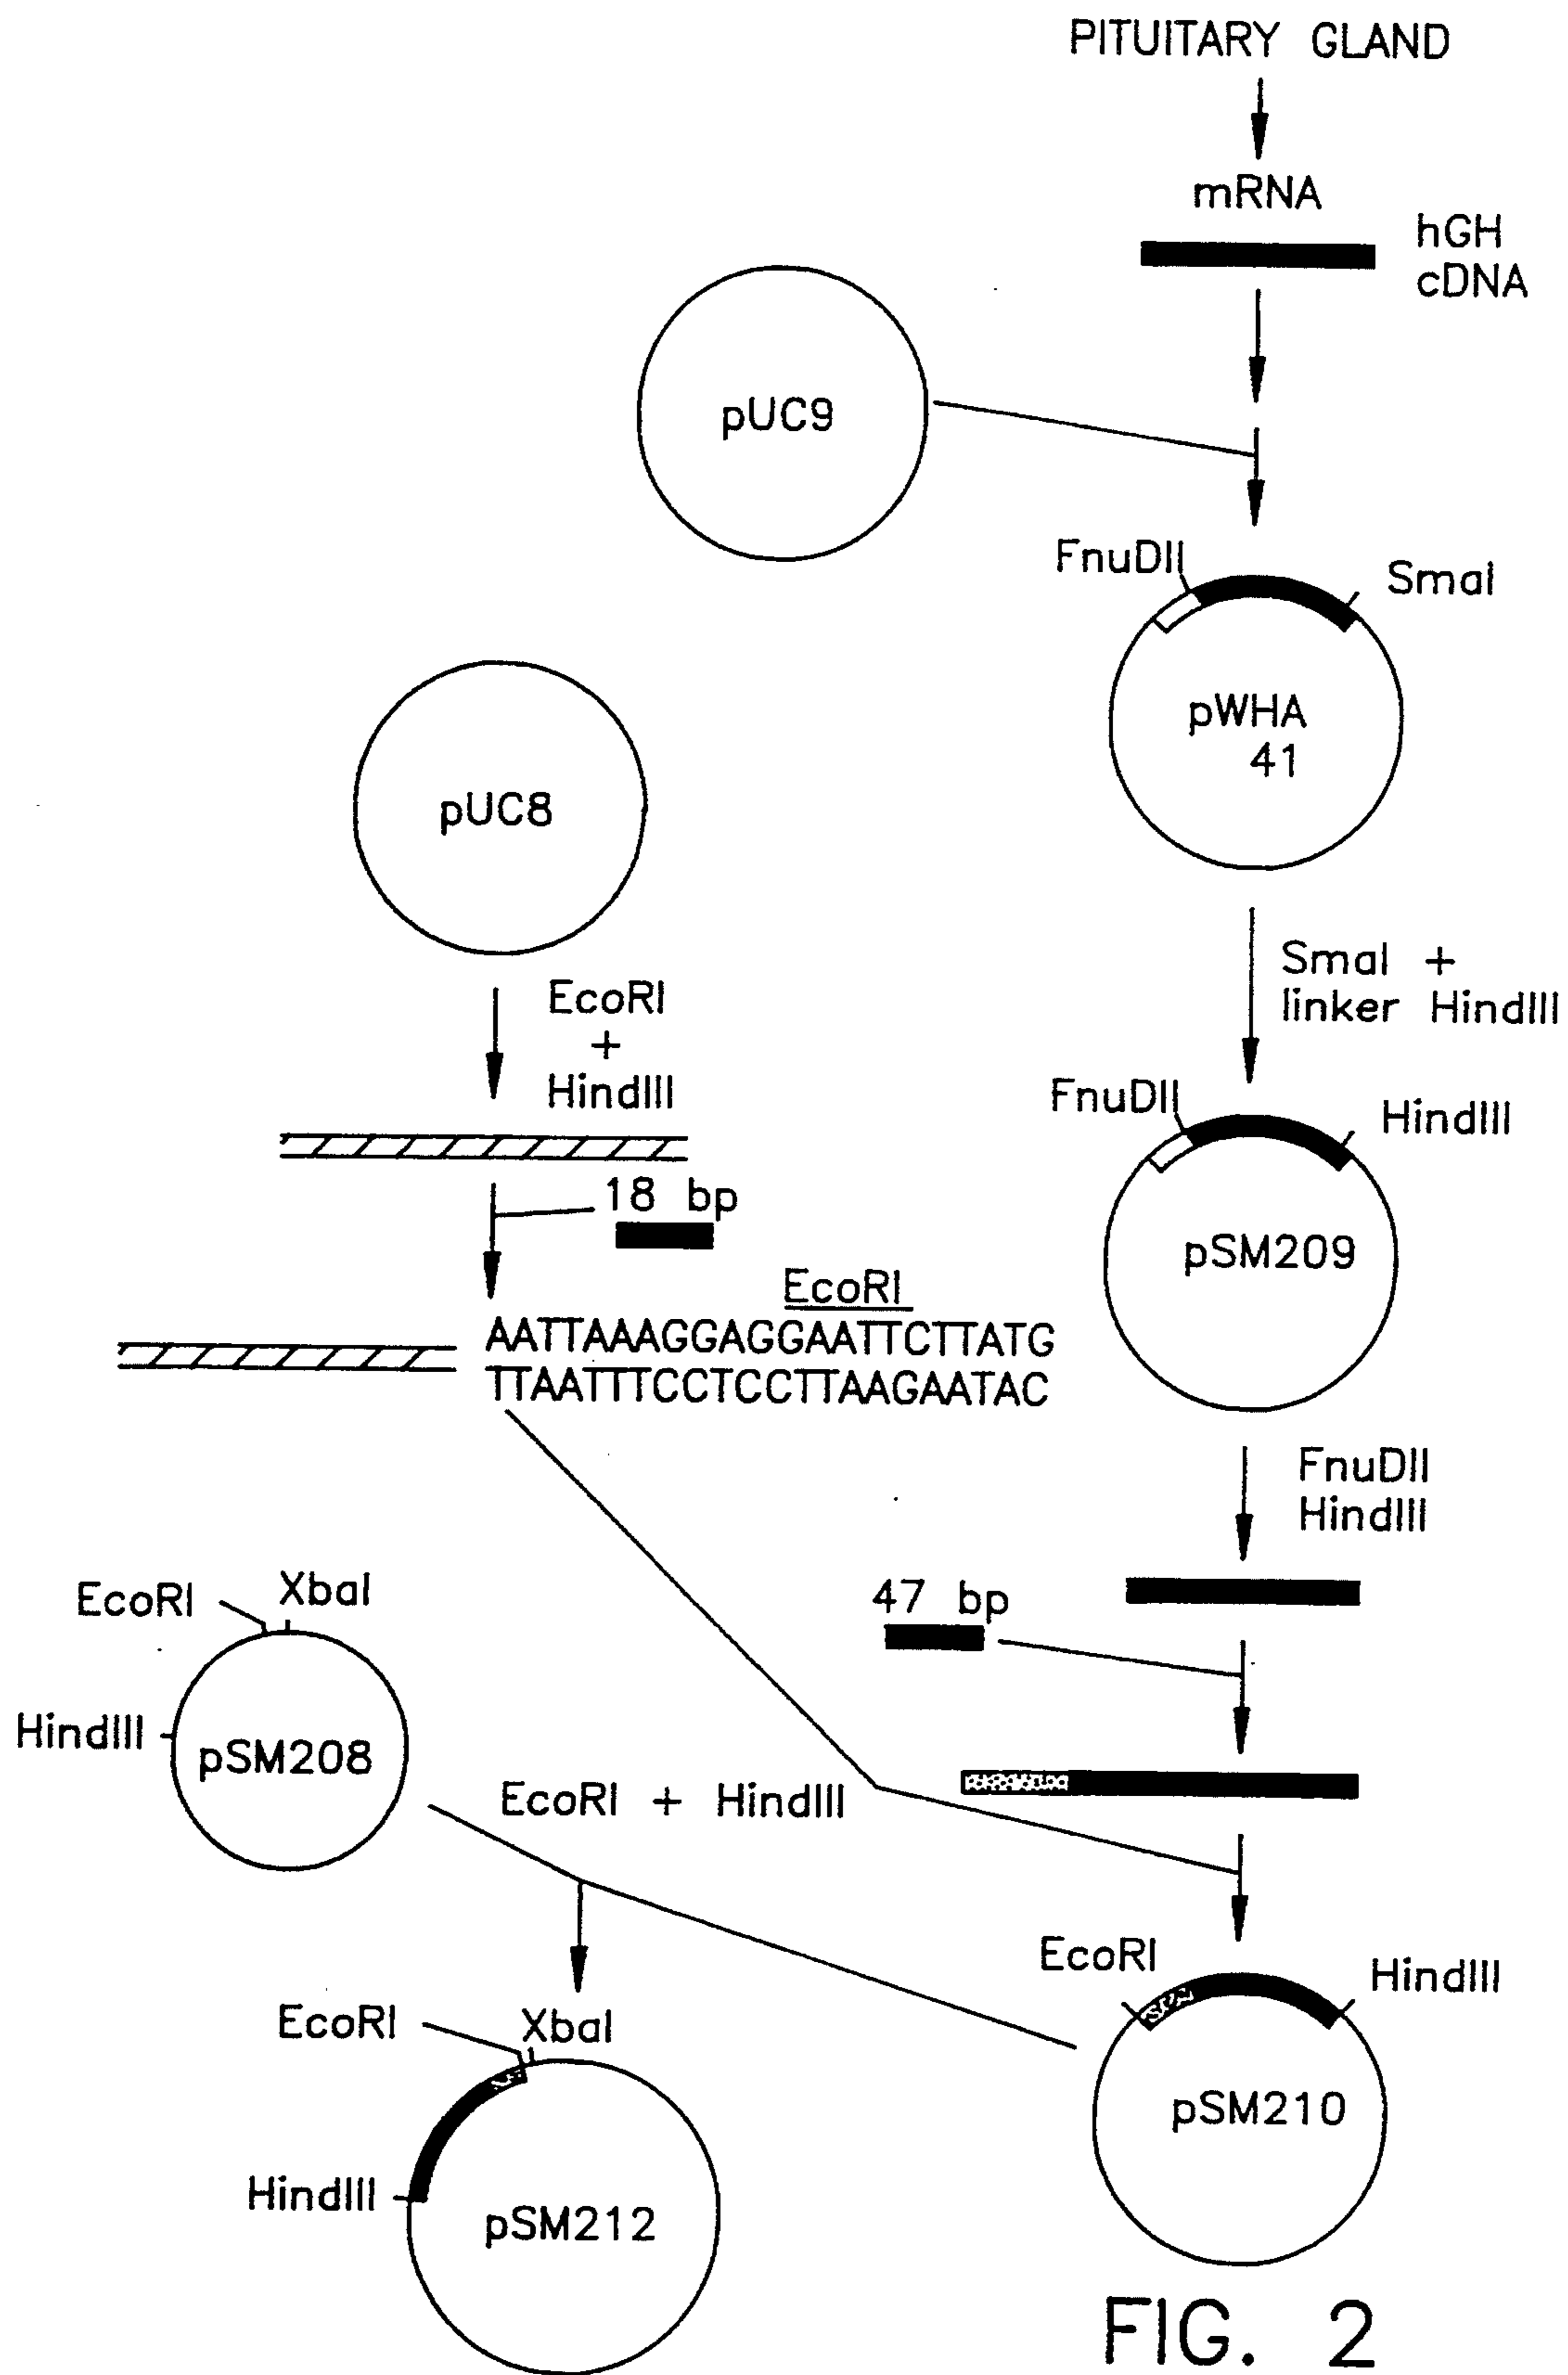 PITUITARY GLAND
mRNA
hGH
cDNA
pUC9
FnuDII
SmaI
pWHA
41
pUC8
SmaI +
linker HindIII
EcoRI
+
HindIII
FnuDII
HindIII
18 bp
pSM209
EcoRI
AATTAAAGGAGGAATTCTTATG
TTAATTTCCTCCTTAAGAATAC
FnuDII
HindIII
EcoRI
XbaI
47 bp
HindIII
pSM208
EcoRI + HindIII
EcoRI
HindIII
EcoRI
XbaI
pSM210
HindIII
pSM212
FIG. 2